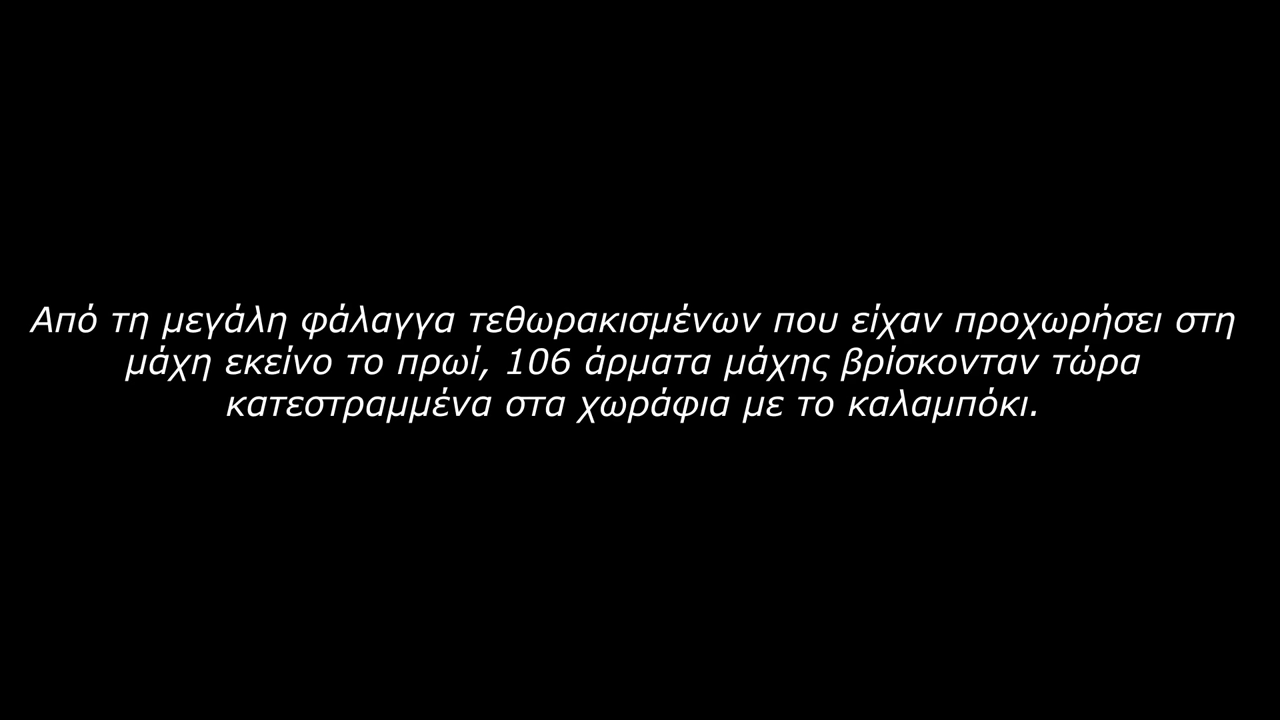 Από τη μεγάλη φάλαγγα τεθωρακισμένων που είχαν προχωρήσει στη
μάχη εκείνο το πρωί, 106 άρματα μάχης βρίσκονταν τώρα
κατεστραμμένα στα χωράφια με το καλαμπόκι.